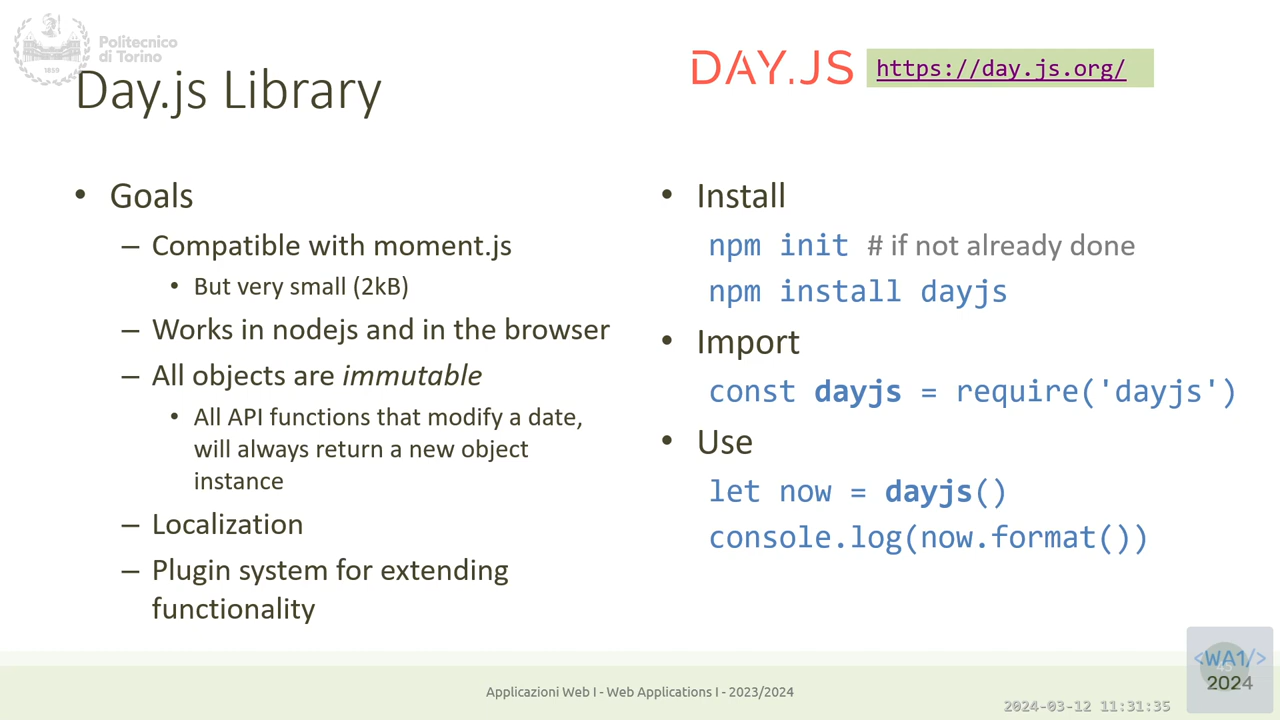 Politecnico
di Torino
1859
Day.js Library
DAY.JS
https://day.js.org/
• Goals
– Compatible with moment.js
• But very small (2kB)
– Works in nodejs and in the browser
– All objects are immutable
• All API functions that modify a date,
will always return a new object
instance
– Localization
– Plugin system for extending
functionality
• Install
npm init # if not already done
npm install dayjs
• Import
const dayjs = require('dayjs')
• Use
let now = dayjs()
console.log(now.format())
Applicazioni Web I - Web Applications I - 2023/2024
2024-03-12 11:31:35
<WA1/>
2024